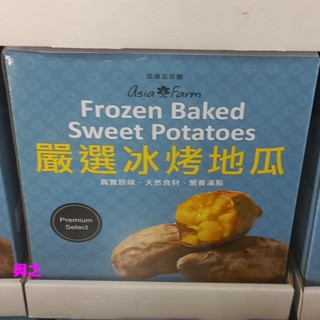 亞細亞田園
Asia Farm
Frozen Baked
Sweet Potatoes
嚴選冰烤地瓜
真實原味、天然食材、營養滿點
Premium
Select